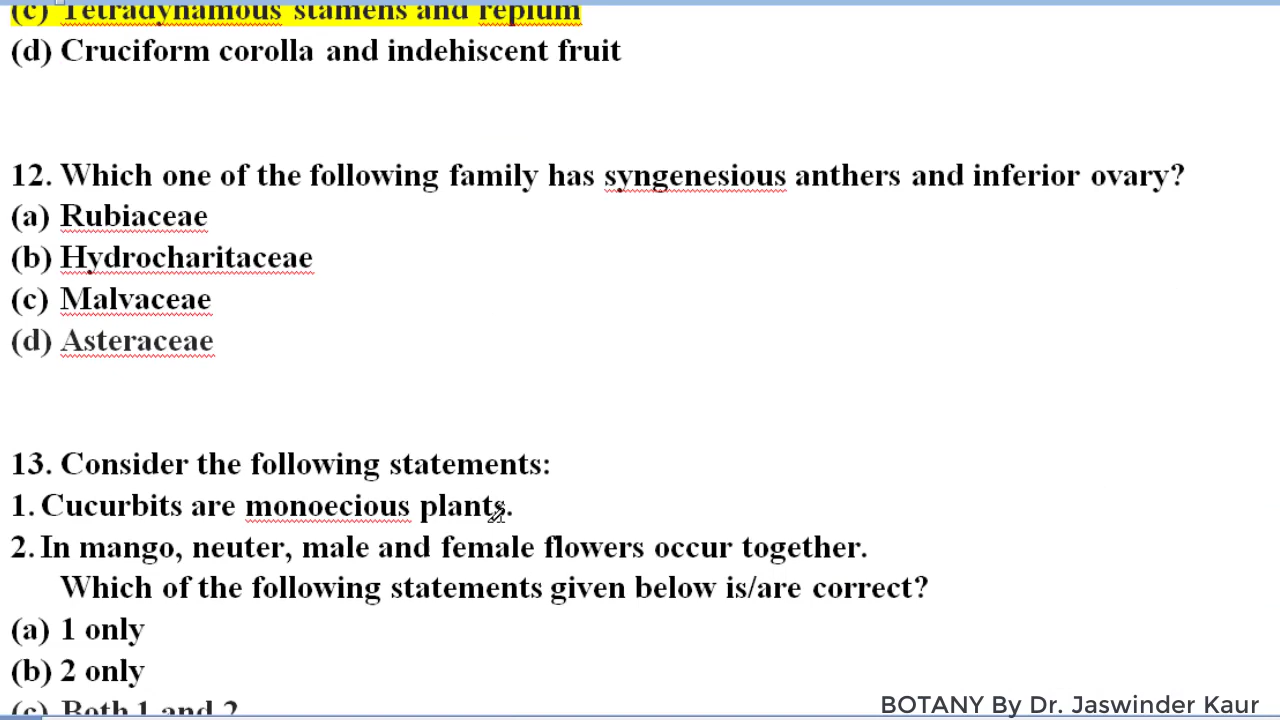 (c) Tetradynamous stamens and replum
(d) Cruciform corolla and indehiscent fruit
12. Which one of the following family has syngenesious anthers and inferior ovary?
(a) Rubiaceae
(b) Hydrocharitaceae
(c) Malvaceae
(d) Asteraceae
13. Consider the following statements:
1. Cucurbits are monoecious plants.
2. In mango, neuter, male and female flowers occur together.
Which of the following statements given below is/are correct?
(a) 1 only
(b) 2 only
(c) Both 1 and 2
BOTANY By Dr. Jaswinder Kaur